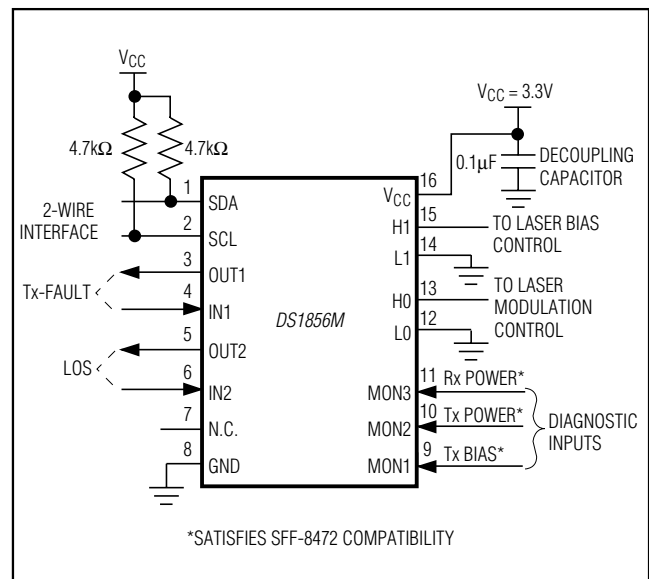 VCC
4.7kΩ
4.7kΩ
2-WIRE
INTERFACE
Tx-FAULT
LOS
1
SDA
2
SCL
3
OUT1
4
IN1
5
OUT2
6
IN2
7
N.C.
8
GND
DS1856M
VCC = 3.3V
0.1µF
DECOUPLING
CAPACITOR
16
VCC
15
H1
TO LASER BIAS
CONTROL
14
L1
13
H0
TO LASER
MODULATION
CONTROL
12
L0
11
MON3
Rx POWER*
10
MON2
Tx POWER*
9
MON1
Tx BIAS*
DIAGNOSTIC
INPUTS
*SATISFIES SFF-8472 COMPATIBILITY